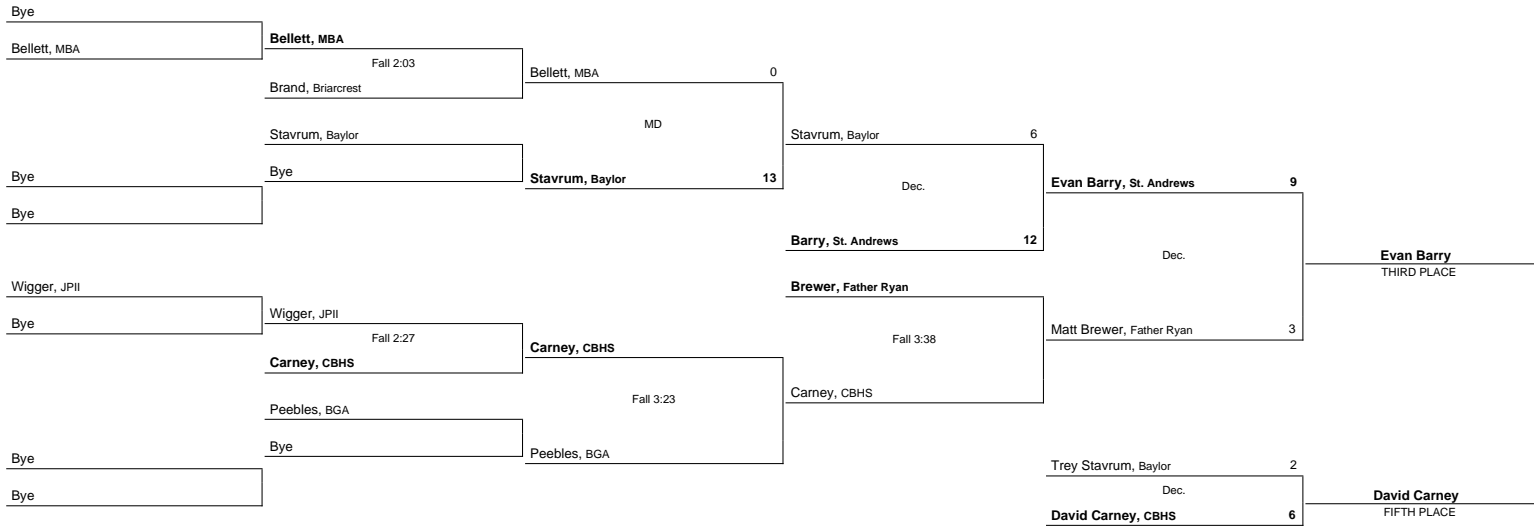 Bye
Bellett, MBA
Bellett, MBA
Fall 2:03
Brand, Briarcrest
Bellett, MBA 0
MD
Stavrum, Baylor
Bye
Stavrum, Baylor 13
Bye
Bye
Stavrum, Baylor 6
Dec.
Barry, St. Andrews 12
Evan Barry, St. Andrews 9
Dec.
Evan Barry
THIRD PLACE
Wigger, JPII
Bye
Wigger, JPII
Fall 2:27
Carney, CBHS
Carney, CBHS
Fall 3:23
Peebles, BGA
Bye
Peebles, BGA
Bye
Bye
Brewer, Father Ryan
Fall 3:38
Carney, CBHS
Matt Brewer, Father Ryan 3
Trey Stavrum, Baylor 2
Dec.
David Carney, CBHS 6
David Carney
FIFTH PLACE